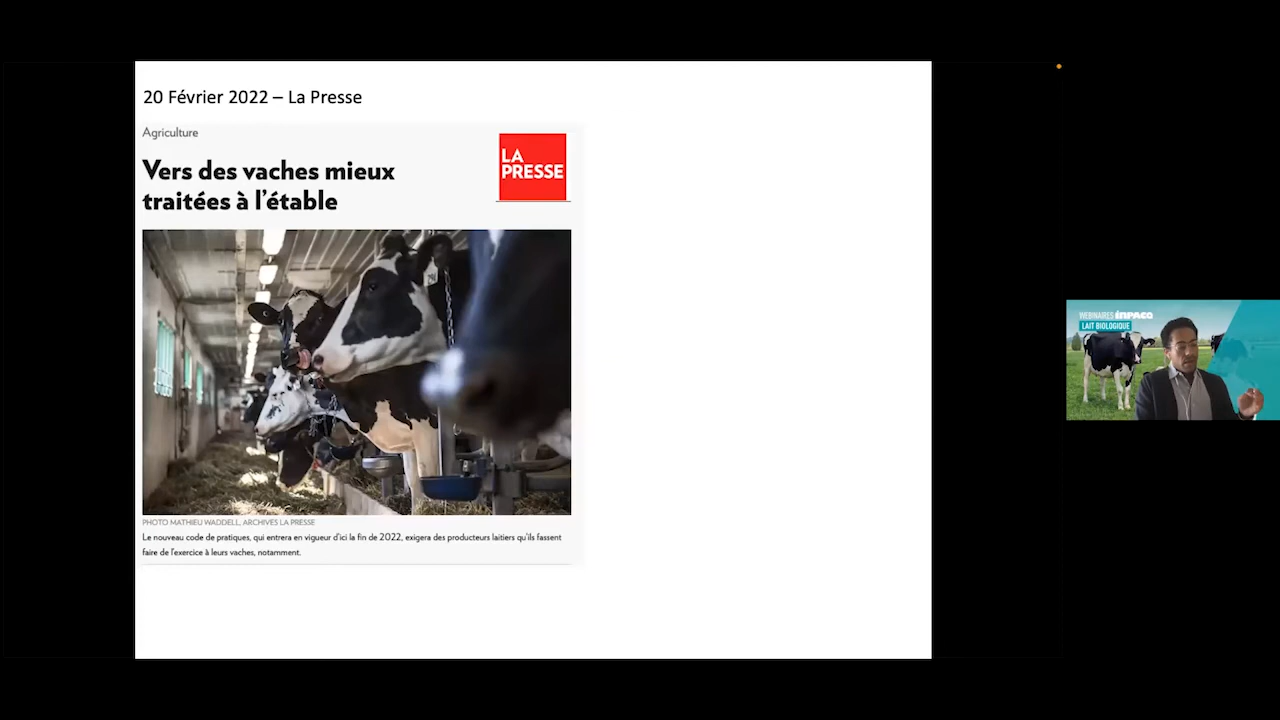 20 Février 2022 – La Presse
Agriculture
Vers des vaches mieux
traitées à l’étable
LA
PRESSE
PHOTO MATHIEU WADDELL, ARCHIVES LA PRESSE
Le nouveau code de pratiques, qui entrera en vigueur d’ici la fin de 2022, exigera des producteurs laitiers qu’ils fassent
faire de l’exercice à leurs vaches, notamment.
WEBINAIRES INPACQ
LAIT BIOLOGIQUE